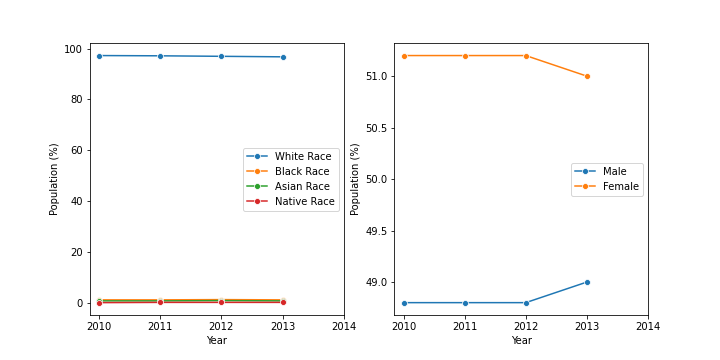 100
80
60
40
20
0
Population (%)
2010 2011 2012 2013 2014
Year
White Race
Black Race
Asian Race
Native Race
51.0
50.5
50.0
49.5
49.0
Population (%)
2010 2011 2012 2013 2014
Year
Male
Female